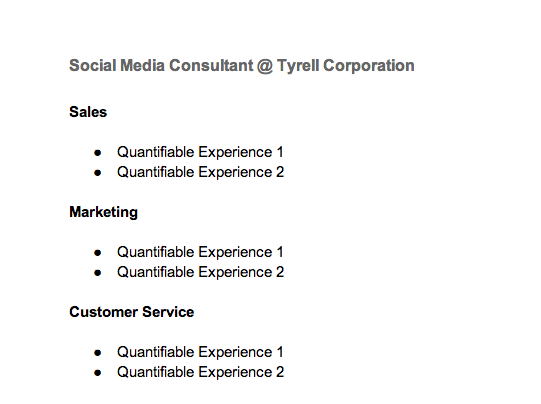 Social Media Consultant @ Tyrell Corporation
Sales
● Quantifiable Experience 1
● Quantifiable Experience 2
Marketing
● Quantifiable Experience 1
● Quantifiable Experience 2
Customer Service
● Quantifiable Experience 1
● Quantifiable Experience 2